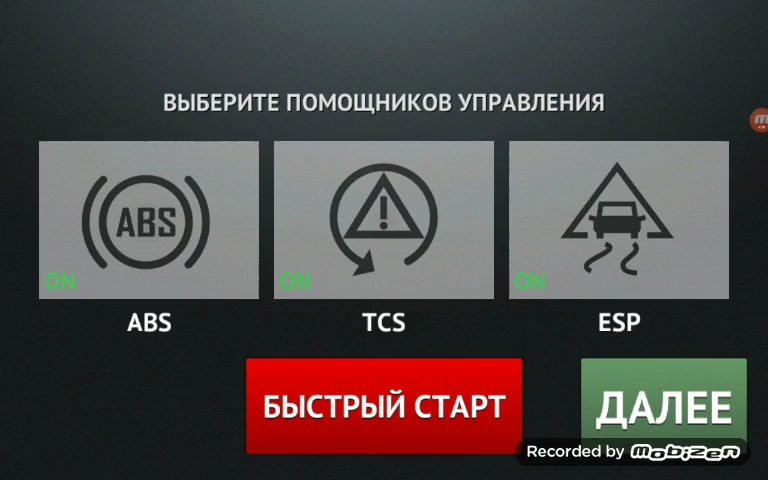 ВЫБЕРИТЕ ПОМОЩНИКОВ УПРАВЛЕНИЯ
ABS
ON
ON
ON
ABS
TCS
ESP
БЫСТРЫЙ СТАРТ
ДАЛЕЕ
Recorded by mobizen